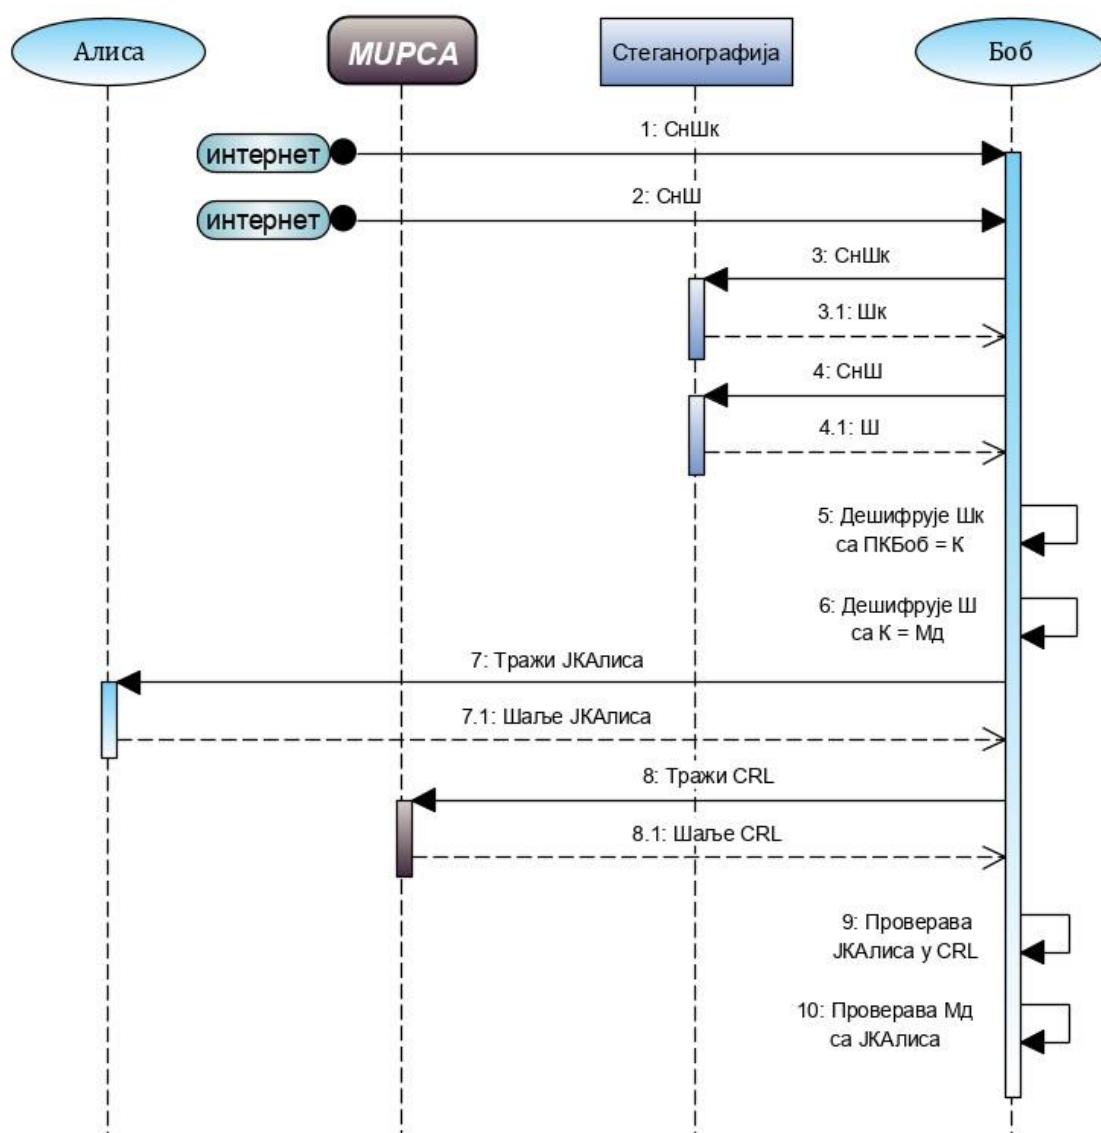 Алиса
MUPCA
Стеганографија
Боб
1: СнШк
интернет
2: СнШ
интернет
3: СнШк
3.1: Шк
4: СнШ
4.1: Ш
5: Дешифрује Шк
са ПКБоб = К
6: Дешифрује Ш
са К = Мд
7: Тражи ЈКАлиса
7.1: Шаље ЈКАлиса
8: Тражи CRL
8.1: Шаље CRL
9: Проверава
ЈКАлиса у CRL
10: Проверава Мд
са ЈКАлиса